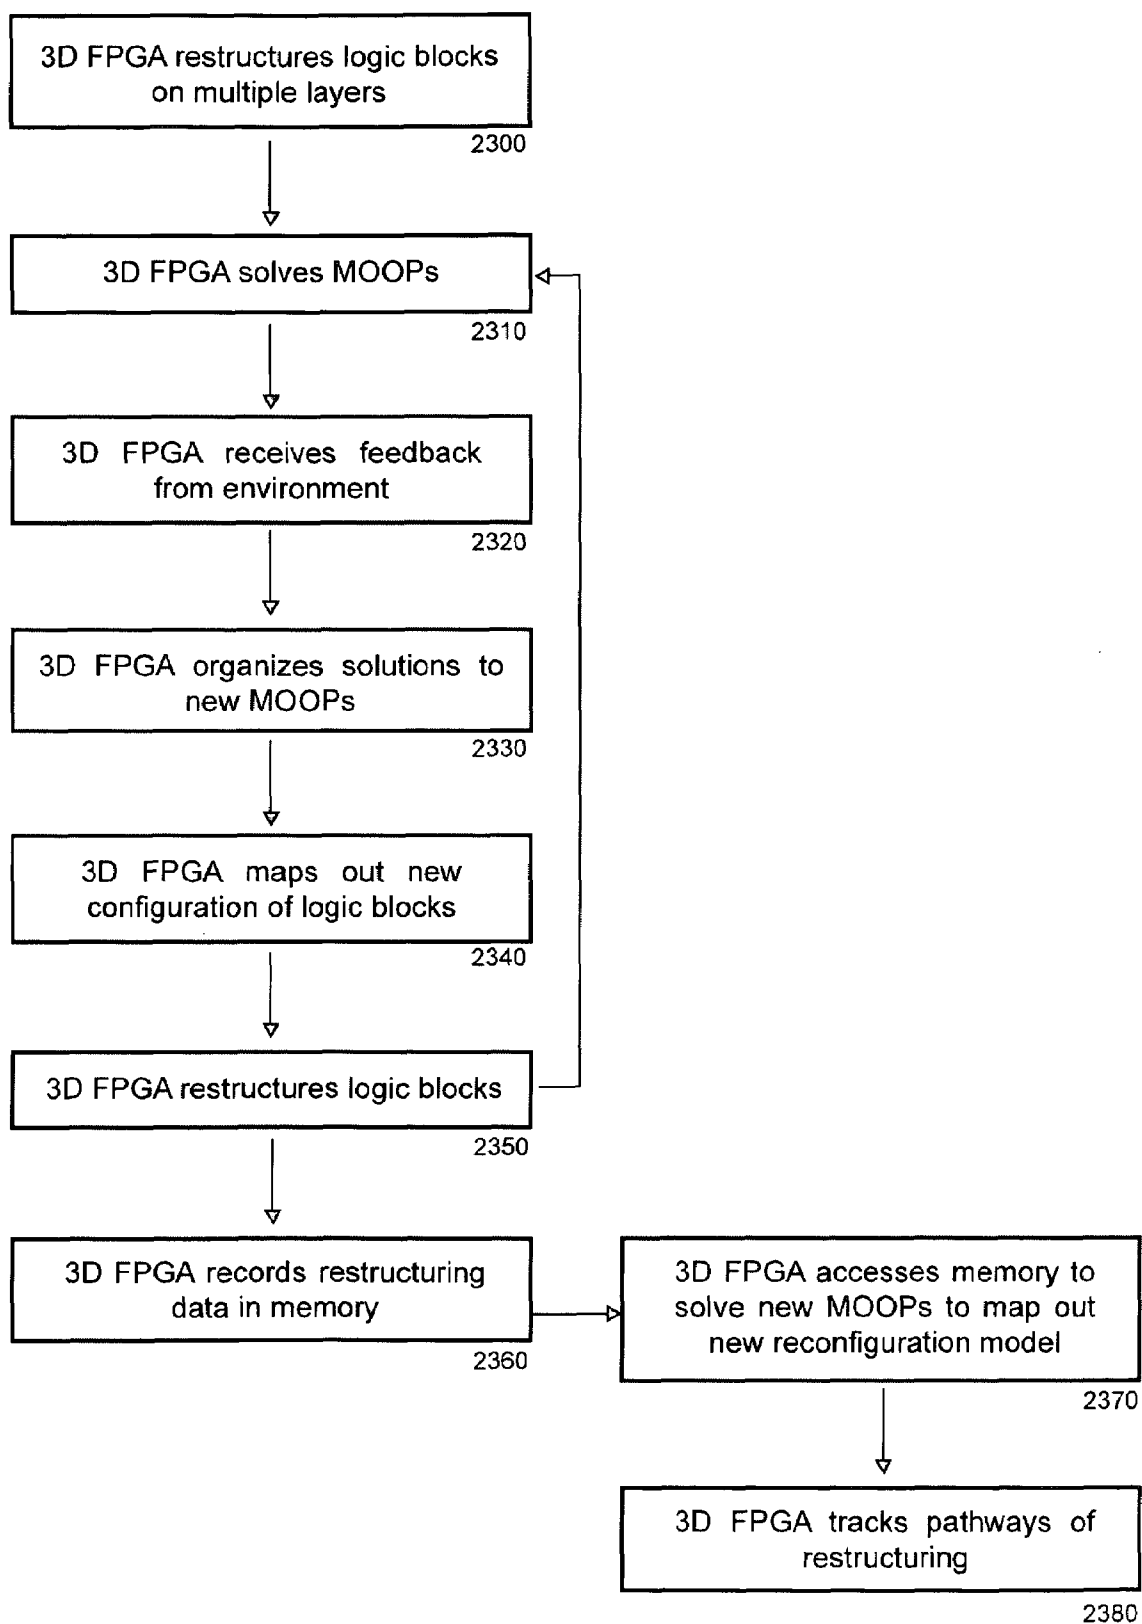 3D FPGA restructures logic blocks
on multiple layers
2300
3D FPGA solves MOOPs
2310
3D FPGA receives feedback
from environment
2320
3D FPGA organizes solutions to
new MOOPs
2330
3D FPGA maps out new
configuration of logic blocks
2340
3D FPGA restructures logic blocks
2350
3D FPGA records restructuring
data in memory
2360
3D FPGA accesses memory to
solve new MOOPs to map out
new reconfiguration model
2370
3D FPGA tracks pathways of
restructuring
2380